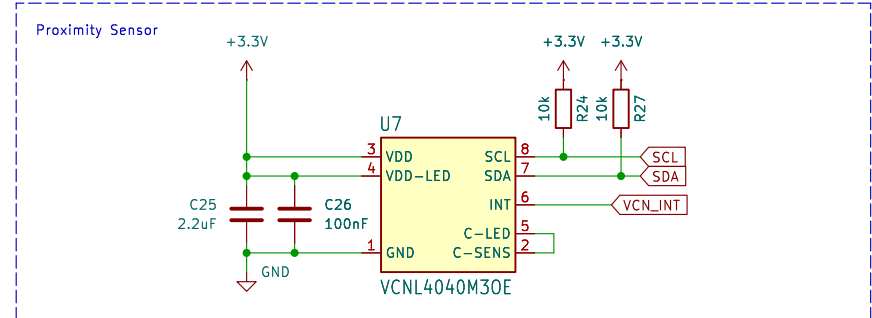 Proximity Sensor
+3.3V
+3.3V
+3.3V
10k
R24
10k
R27
U7
3
VDD
SCL
8
SCL
4
VDD-LED
SDA
7
SDA
INT
6
VCN_INT
C25
2.2uF
C26
100nF
C-LED
5
1
GND
C-SENS
2
GND
VCNL4040M3OE